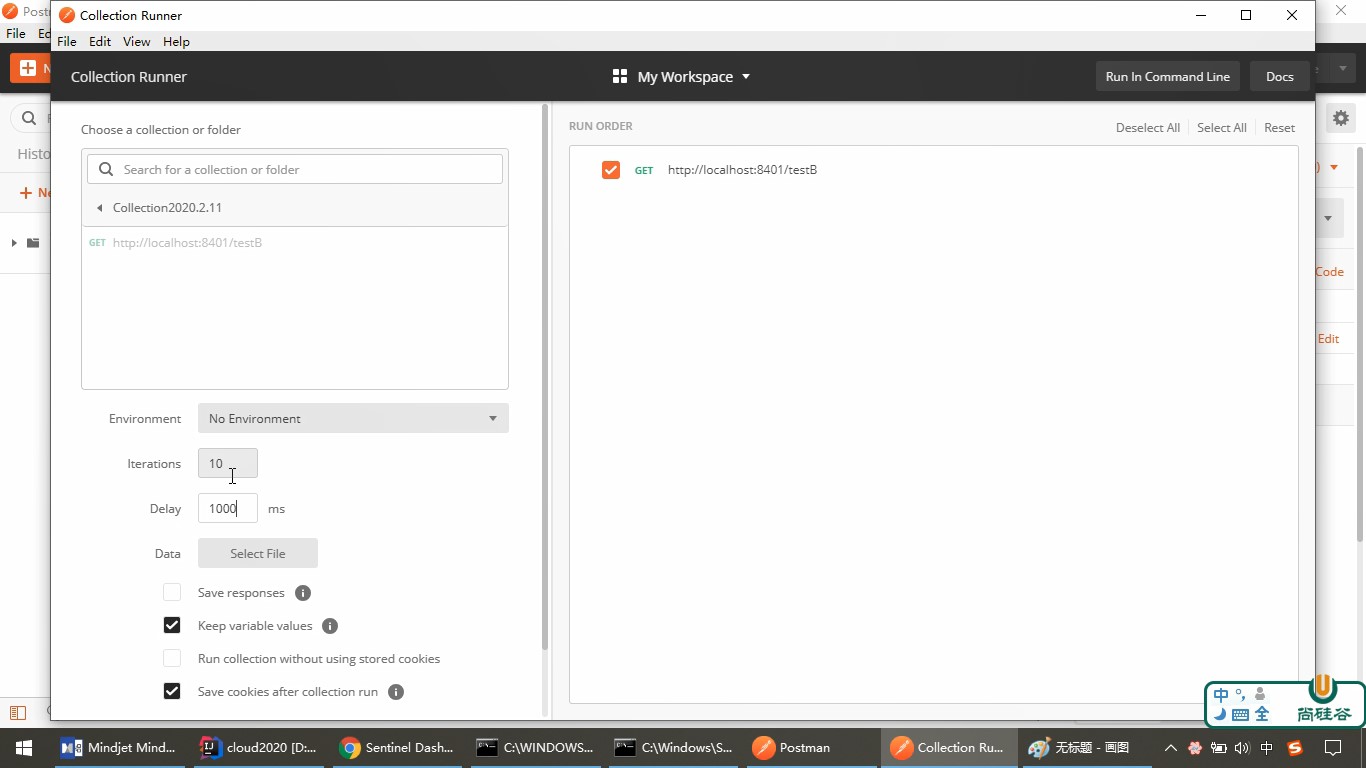 Post
Collection Runner
File Ed
File Edit View Help
N
Collection Runner
My Workspace
Run In Command Line
Docs
Choose a collection or folder
RUN ORDER
Deselect All
Select All
Reset
Search for a collection or folder
GET http://localhost:8401/testB
Histo
Collection2020.2.11
Ne
GET http://localhost:8401/testB
Code
Edit
Environment No Environment
Iterations 10
Delay 1000 ms
Data Select File
Save responses
Keep variable values
Run collection without using stored cookies
Save cookies after collection run
中 °, 全
尚硅谷
Mindjet Mind...
cloud2020 [D:...
Sentinel Dash...
C:\WINDOWS...
C:\Windows\S...
Postman
Collection Ru...
无标题 - 画图
中